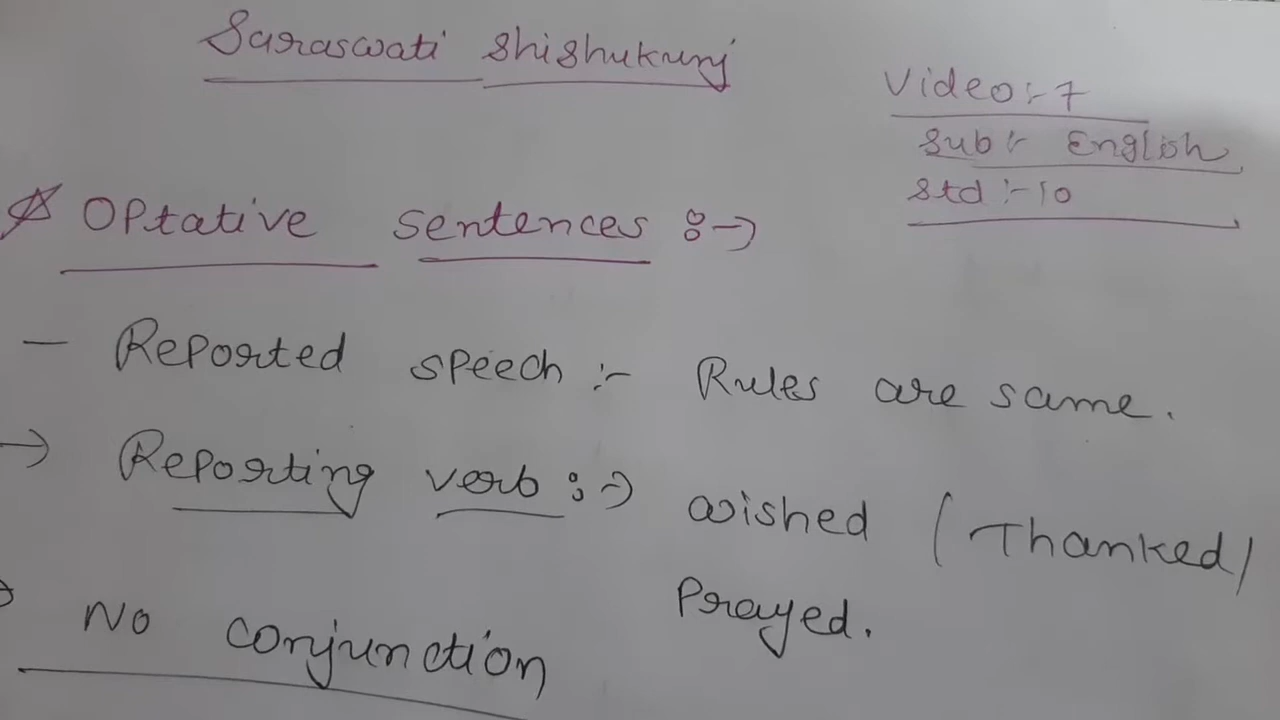 Saraswati Shishukunj
Video:- 7
Sub:- English
Std :- 10
Optative sentences :→
- Reported speech :- Rules are same.
→ Reporting verb :→ wished / Thanked /
Prayed.
→ No conjunction